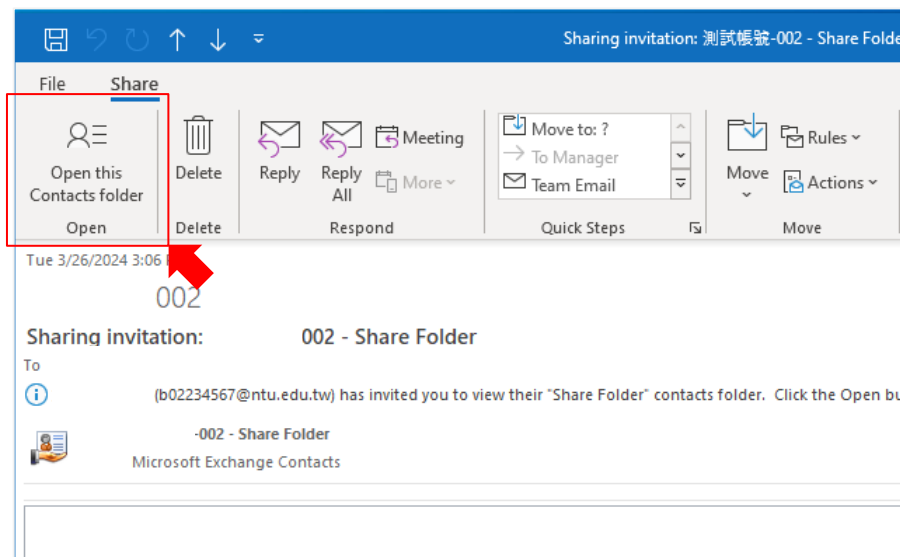 Sharing invitation: 測試帳號-002 - Share Folde
File Share
Open this
Contacts folder
Open
Delete
Delete
Reply
Reply
All
Meeting
More
Respond
Move to: ?
To Manager
Team Email
Quick Steps
Move
Rules
Actions
Move
Tue 3/26/2024 3:06
002
Sharing invitation: 002 - Share Folder
To
(b02234567@ntu.edu.tw) has invited you to view their "Share Folder" contacts folder. Click the Open bu
-002 - Share Folder
Microsoft Exchange Contacts